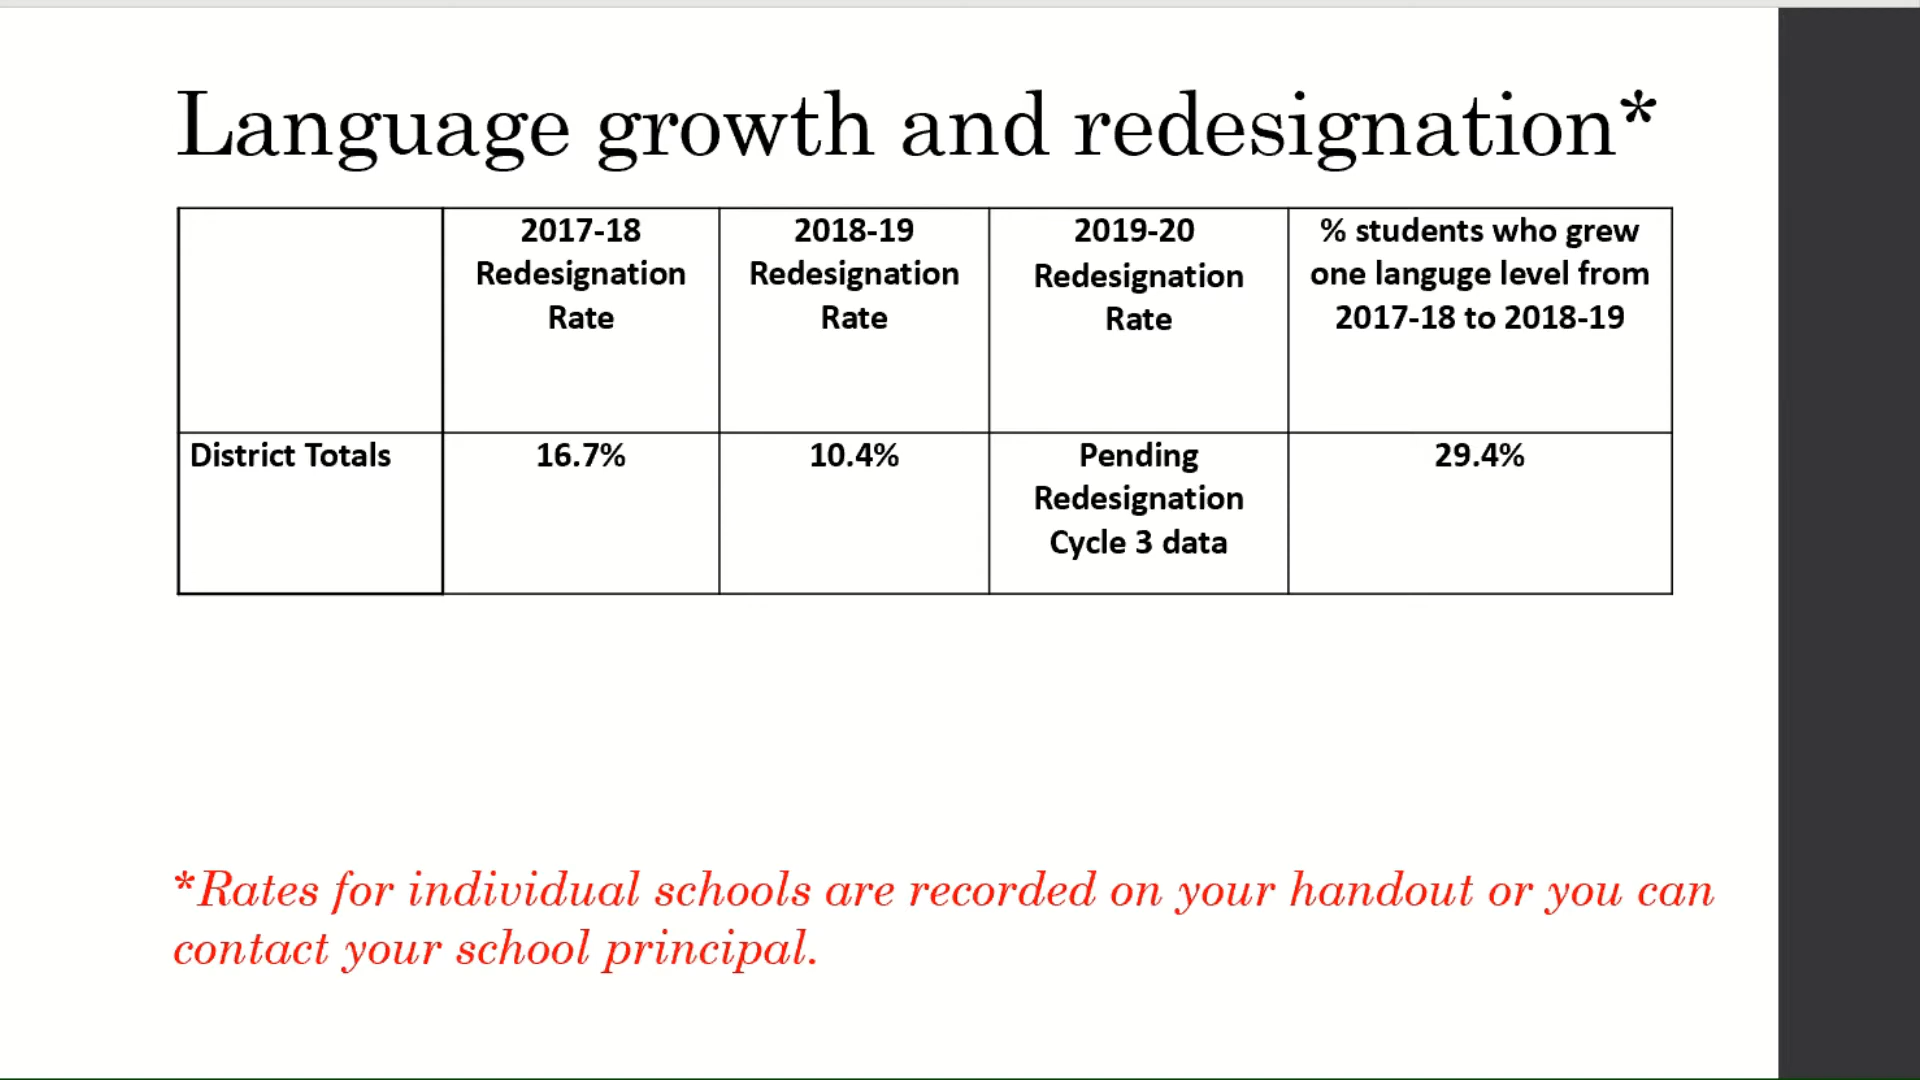 Language growth and redesignation*
2017-18
Redesignation
Rate
2018-19
Redesignation
Rate
2019-20
Redesignation
Rate
% students who grew
one languge level from
2017-18 to 2018-19
District Totals
16.7%
10.4%
Pending
Redesignation
Cycle 3 data
29.4%
*Rates for individual schools are recorded on your handout or you can
contact your school principal.